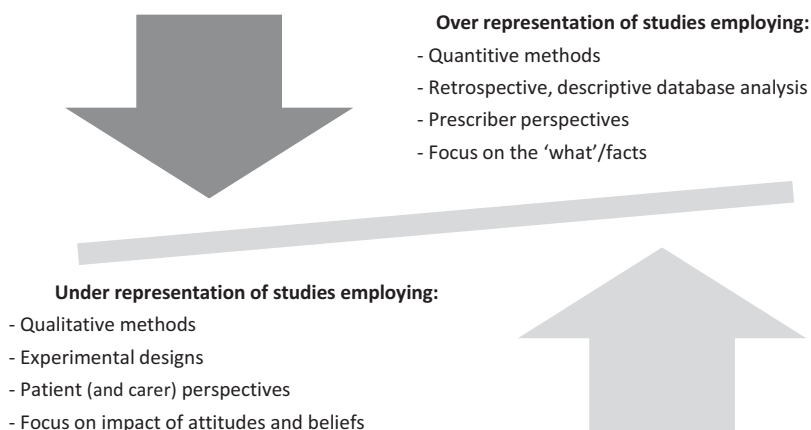 Over representation of studies employing:
- Quantitive methods
- Retrospective, descriptive database analysis
- Prescriber perspectives
- Focus on the ‘what’/facts
Under representation of studies employing:
- Qualitative methods
- Experimental designs
- Patient (and carer) perspectives
- Focus on impact of attitudes and beliefs